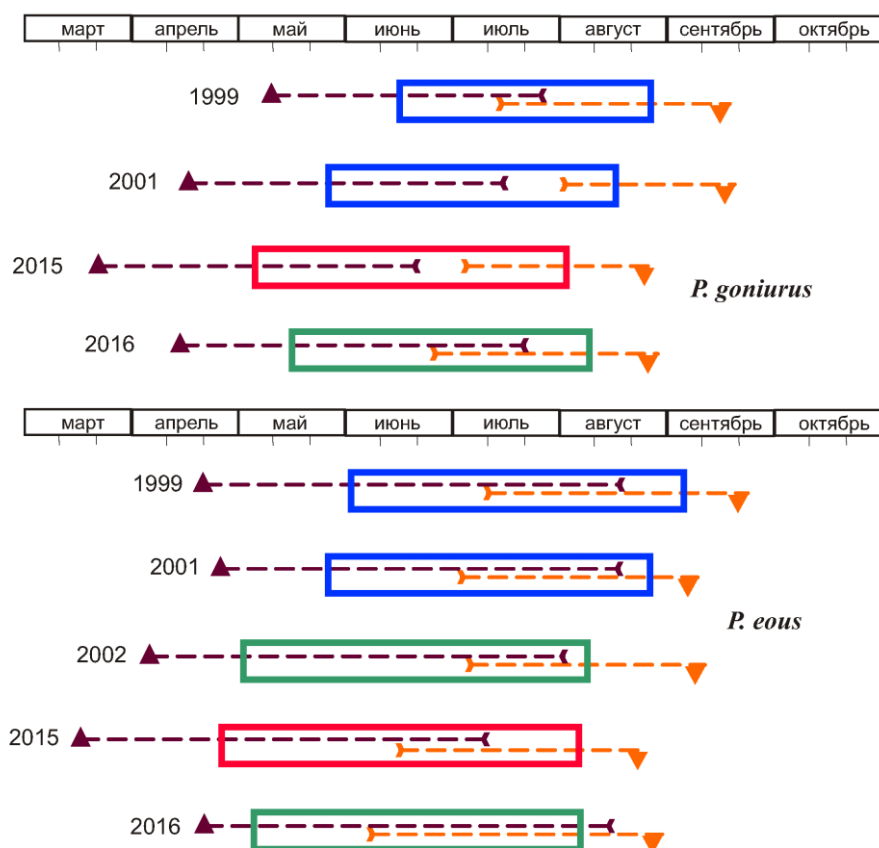 март апрель май июнь июль август сентябрь октябрь
1999
2001
2015
P. goniurus
2016
март апрель май июнь июль август сентябрь октябрь
1999
2001
P. eous
2002
2015
2016